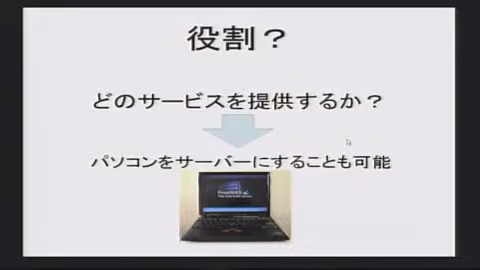 役割？
どのサービスを提供するか？
パソコンをサーバーにすることも可能